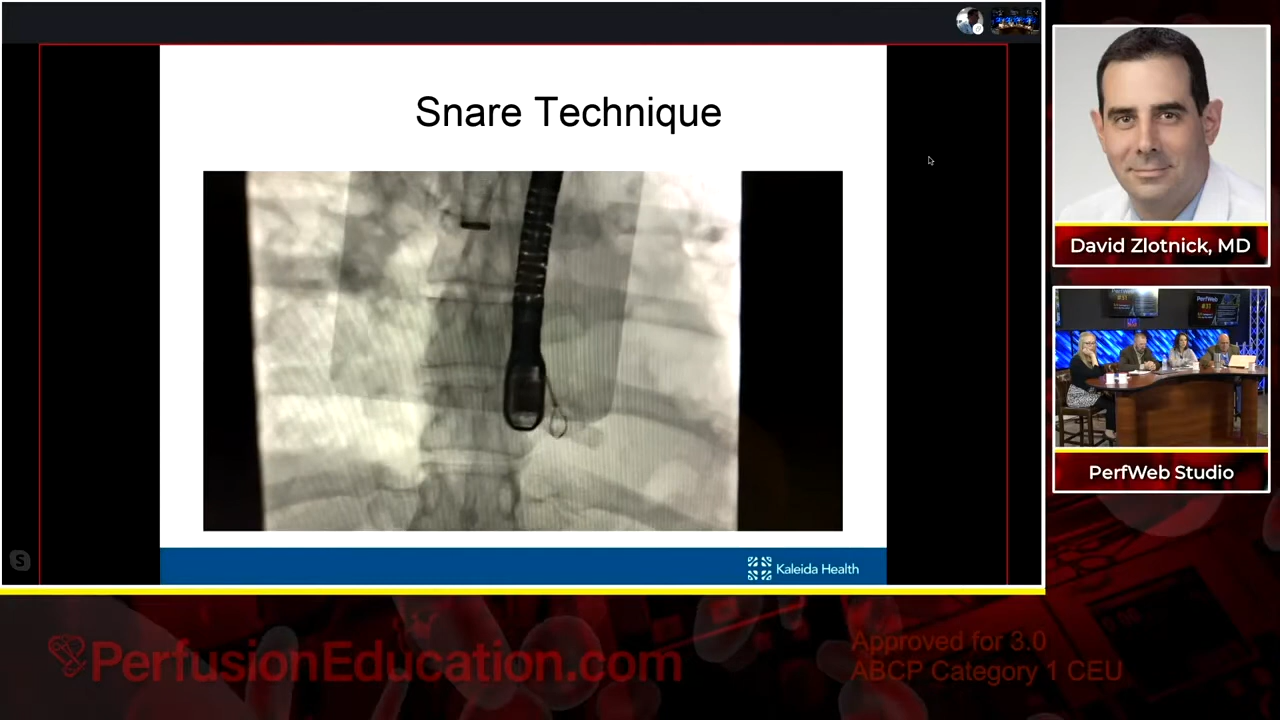 Snare Technique
Kaleida Health
David Zlotnick, MD
PerfWeb
PerfWeb Studio
PerfusionEducation.com
Approved for 3.0
ABCP Category 1 CEU